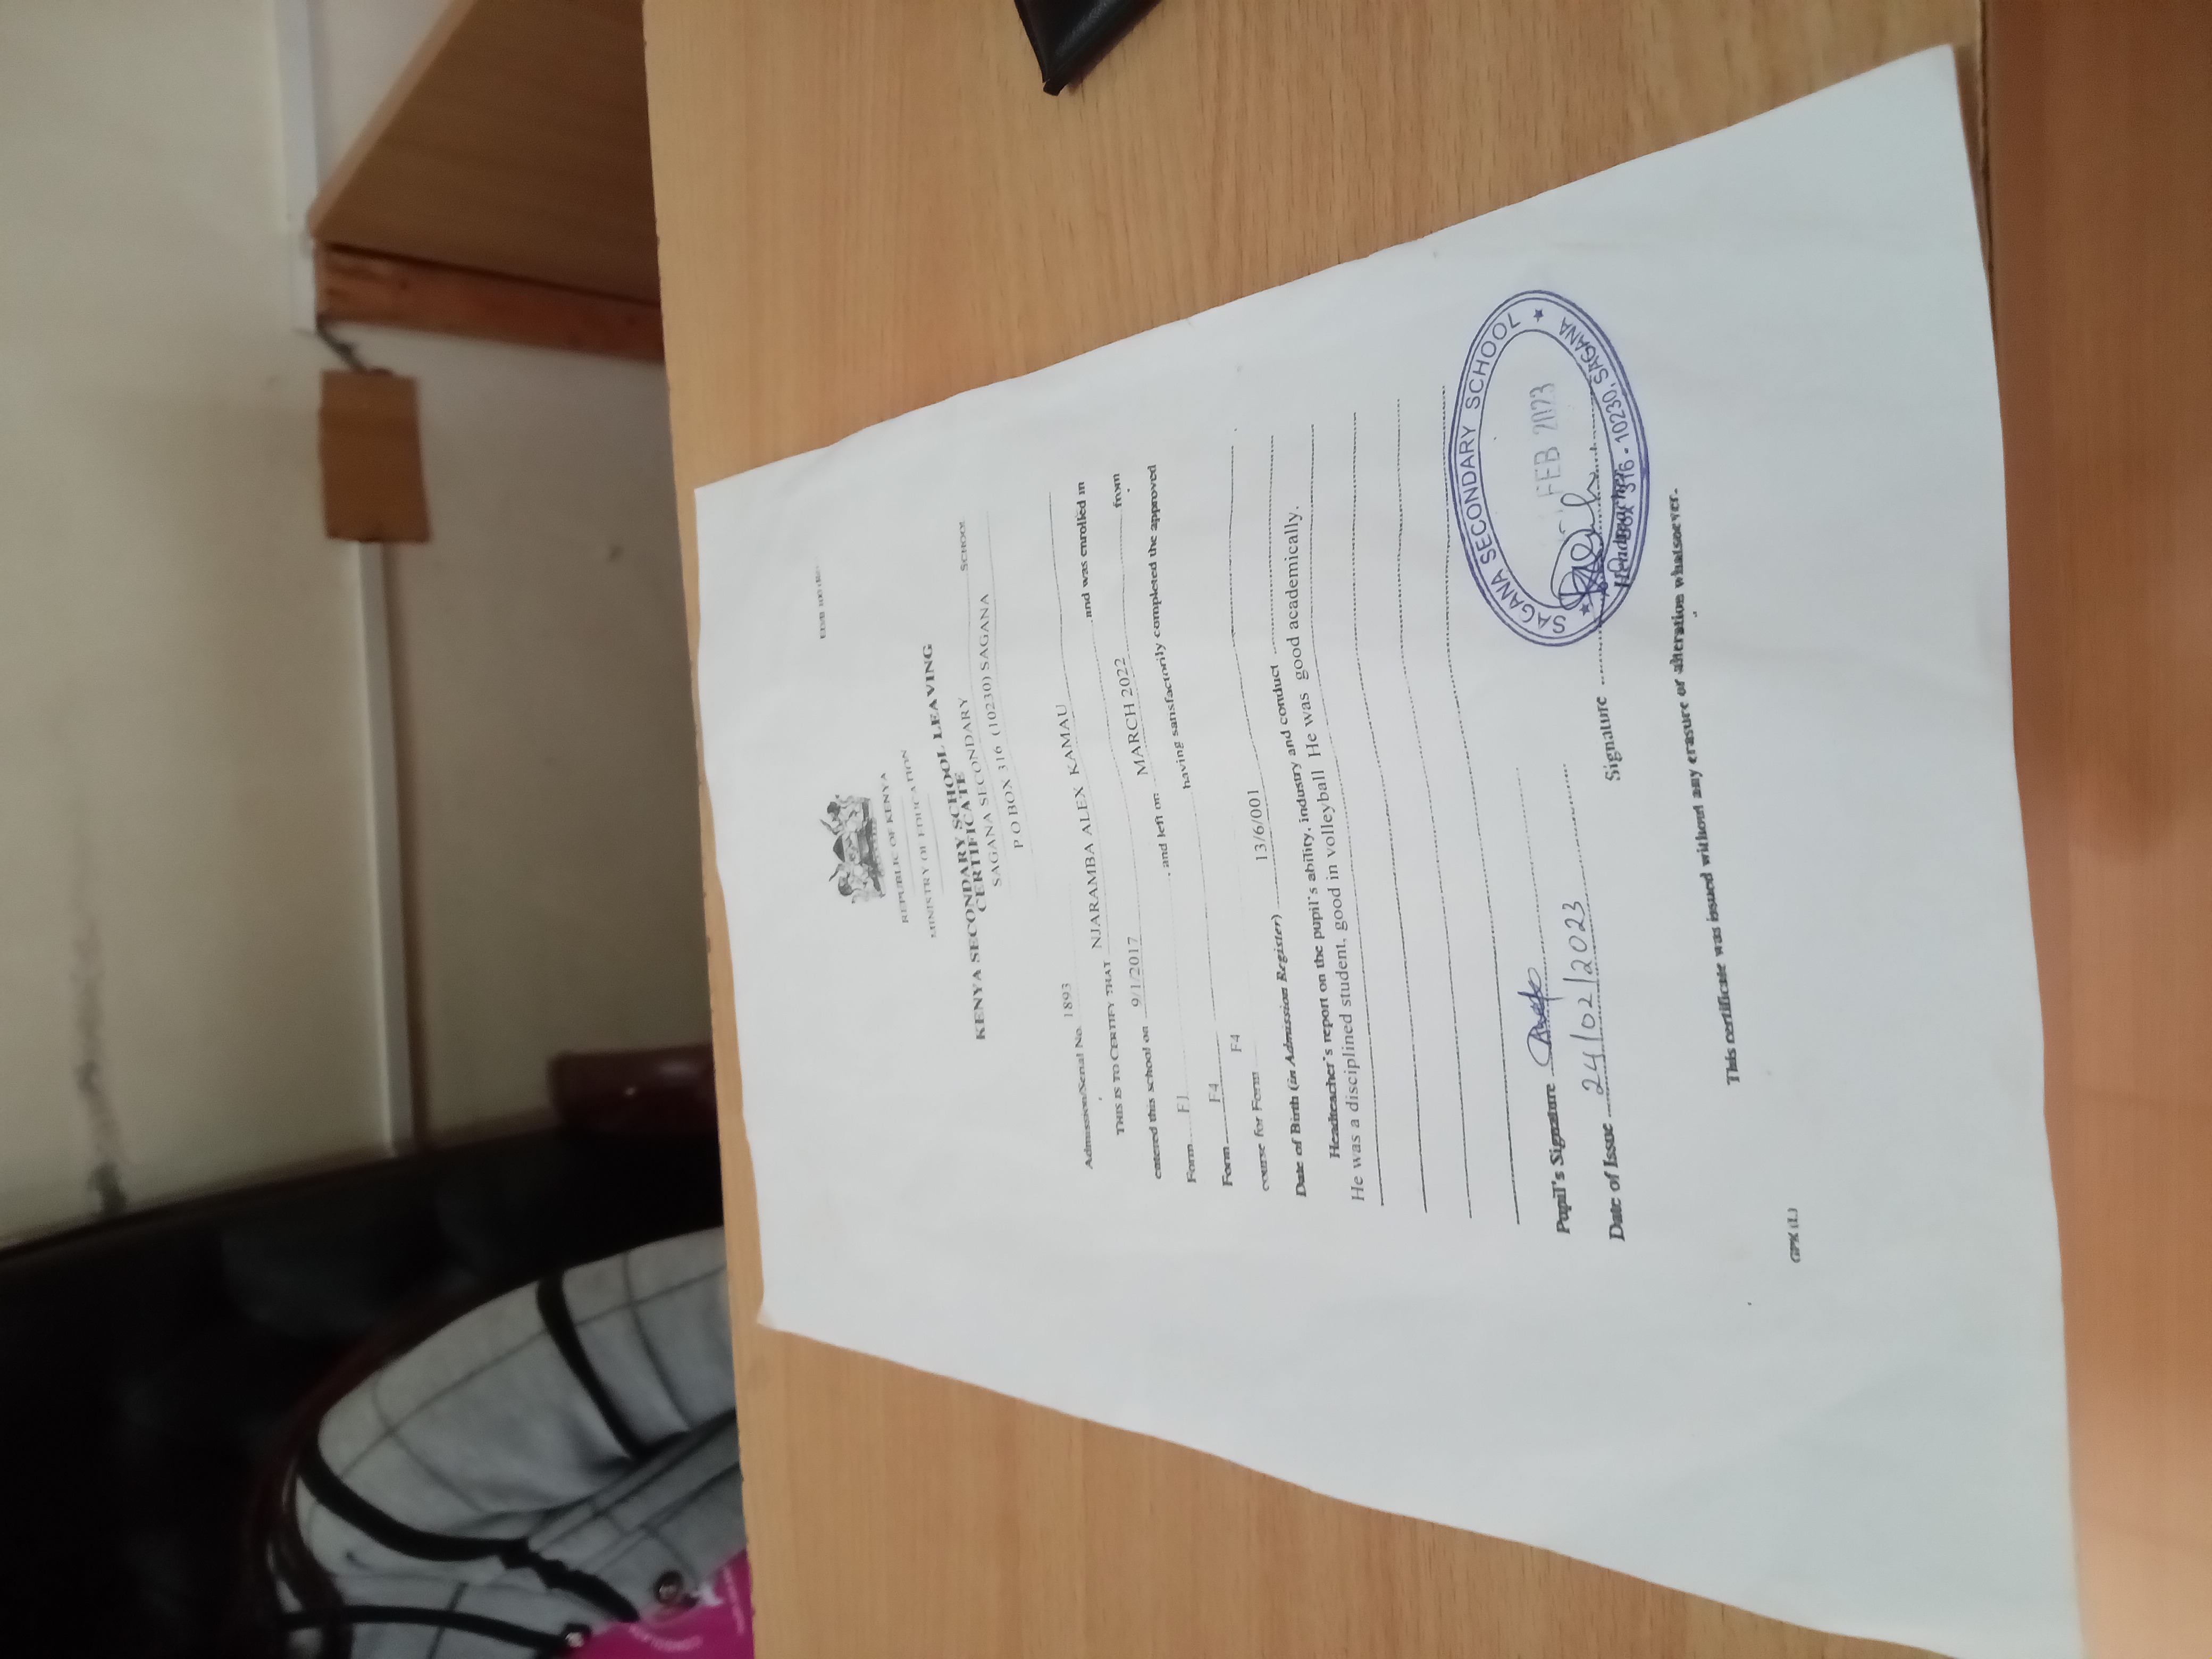 REPUBLIC OF KENYA
MINISTRY OF EDUCATION
KENYA SECONDARY SCHOOL LEAVING
CERTIFICATE
SAGANA SECONDARY SCHOOL
P.O BOX 316 (10230) SAGANA
Admission/Serial No. 1893
THIS IS TO CERTIFY THAT NJARAMBA ALEX KAMAU
entered this school on 9/1/2017 and was enrolled in
Form F1, and left on MARCH 2022 from
Form F4 having satisfactorily completed the approved
course for Form F4
Date of Birth (in Admission Register) 13/6/001
Headteacher's report on the pupil's ability, industry and conduct
He was a disciplined student, good in volleyball He was good academically.
Pupil's Signature
Date of Issue 24/02/2023
Signature
Headteacher
SAGANA SECONDARY SCHOOL
FEB 2023
BOX 316 - 10230, SAGANA
This certificate was issued without any erasure or alteration whatsoever.
GPK (L)